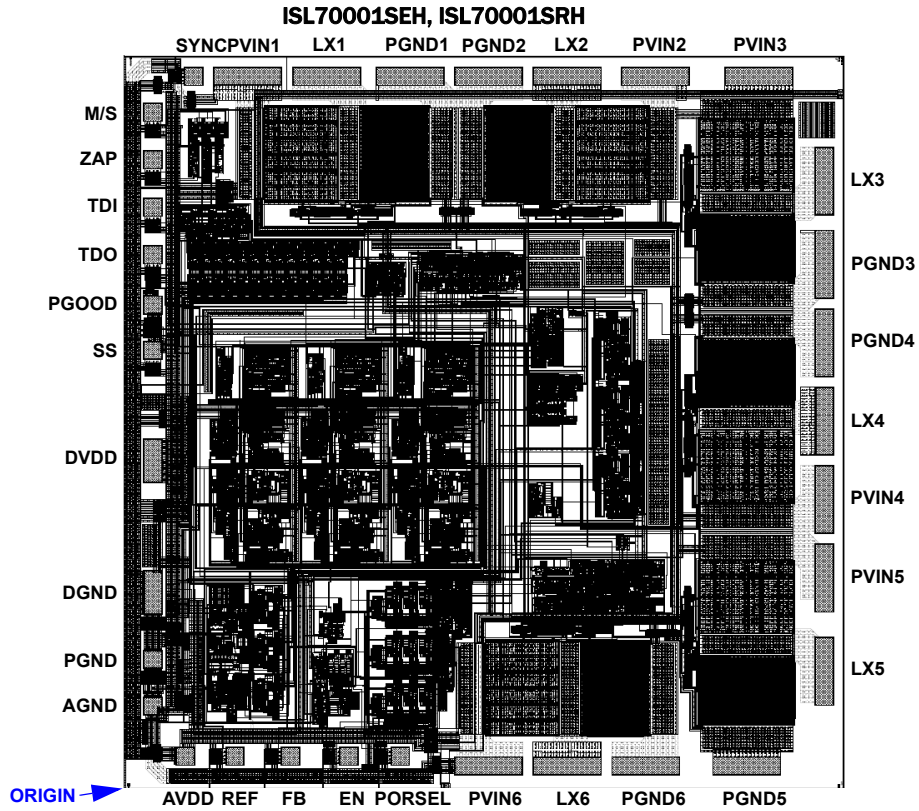 ISL70001SEH, ISL70001SRH
SYNC PVIN1 LX1 PGND1 PGND2 LX2 PVIN2 PVIN3
M/S
ZAP
TDI
TDO
PGOOD
SS
DVDD
DGND
PGND
AGND
LX3
PGND3
PGND4
LX4
PVIN4
PVIN5
LX5
ORIGIN
AVDD REF FB EN PORSEL PVIN6 LX6 PGND6 PGND5